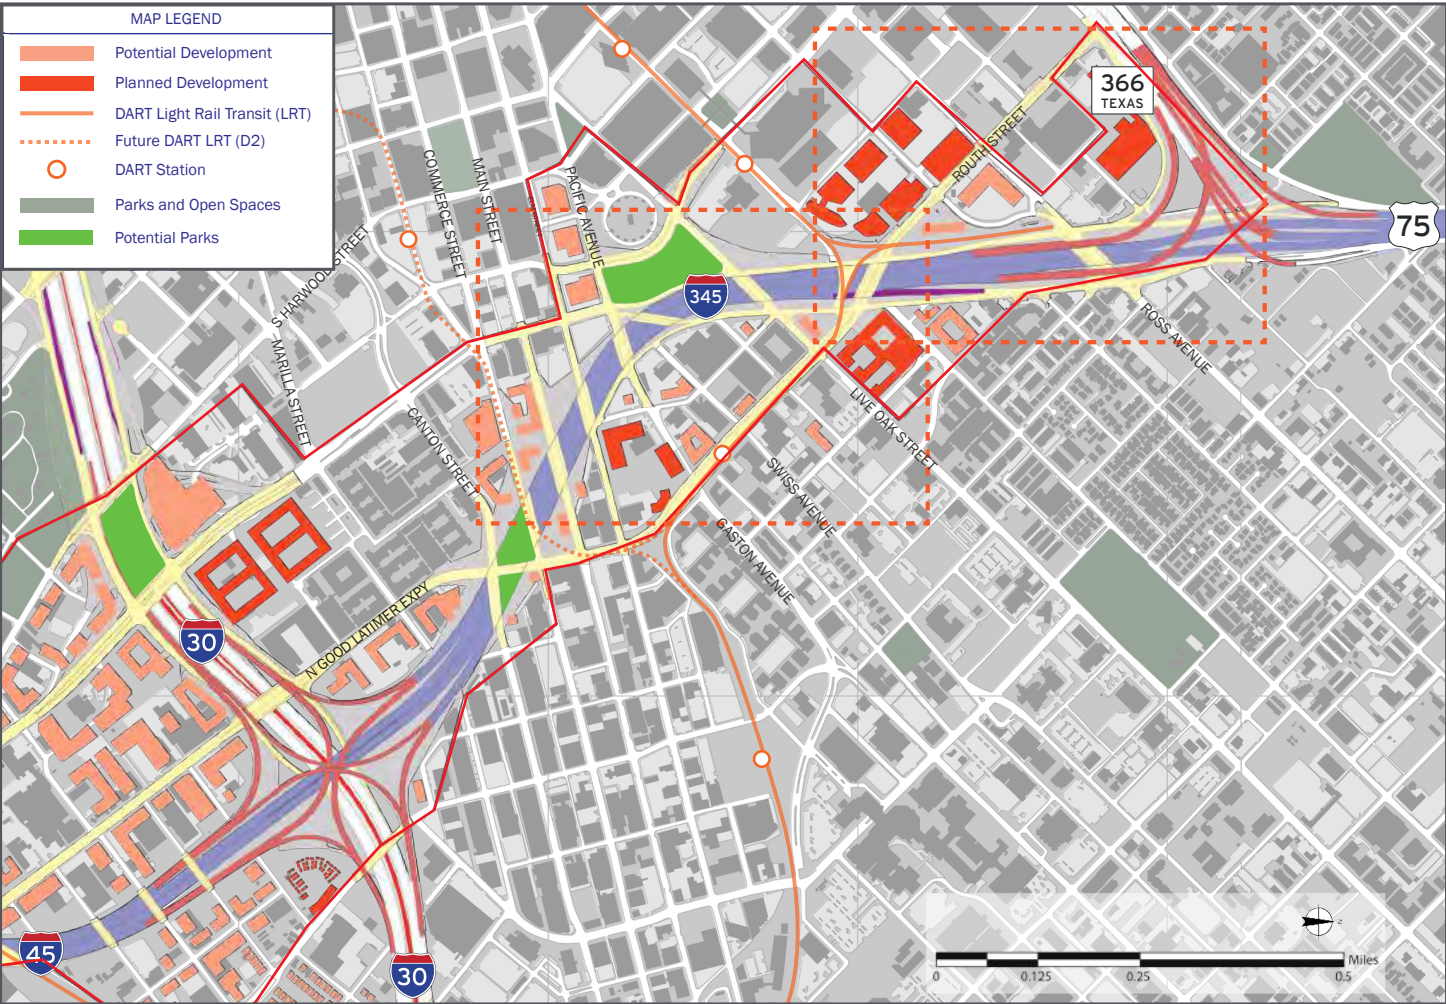 MAP LEGEND
Potential Development
Planned Development
DART Light Rail Transit (LRT)
Future DART LRT (D2)
DART Station
Parks and Open Spaces
Potential Parks
366
TEXAS
75
345
30
30
45
ROUTH STREET
PACIFIC AVENUE
MAIN STREET
COMMERCE STREET
S HARWOOD STREET
MARILLA STREET
CANTON STREET
ROSS AVENUE
LIVE OAK STREET
SWISS AVENUE
GASTON AVENUE
N GOOD LATIMER EXPY
Miles
0
0.125
0.25
0.5